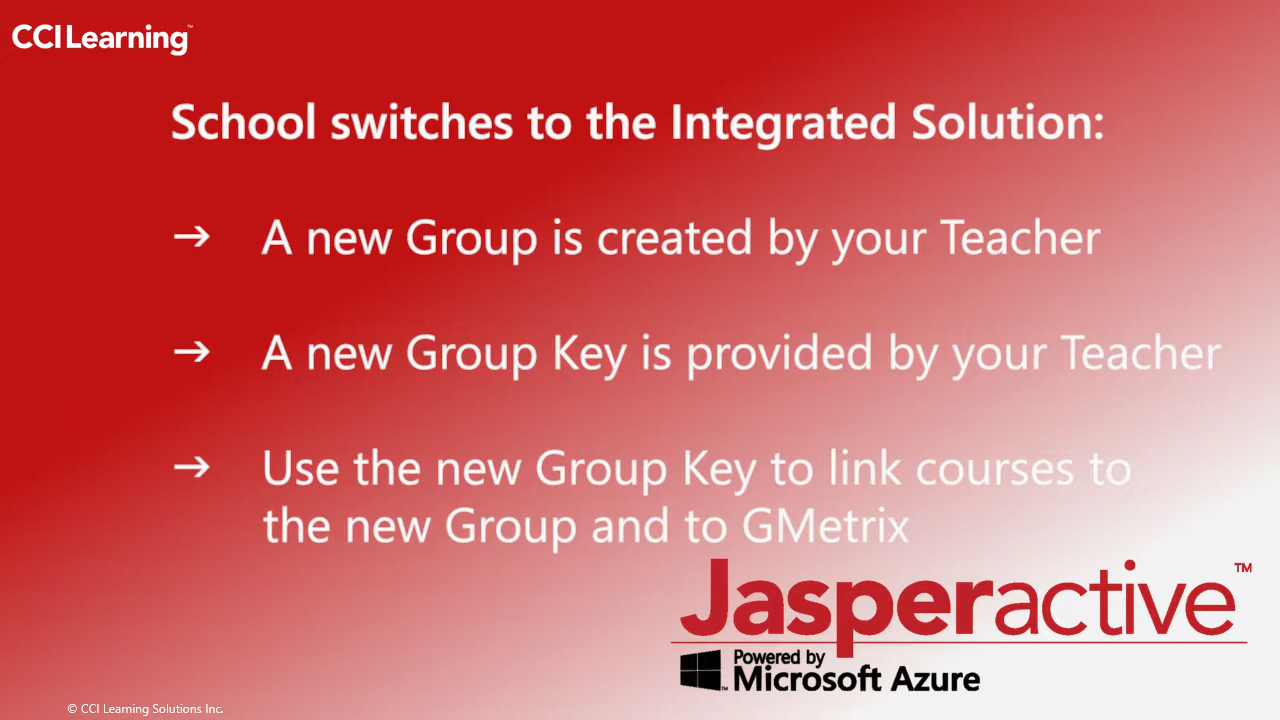 CCI Learning™
School switches to the Integrated Solution:
→ A new Group is created by your Teacher
→ A new Group Key is provided by your Teacher
→ Use the new Group Key to link courses to
the new Group and to GMetrix
Jasperactive™
Powered by
Microsoft Azure
© CCI Learning Solutions Inc.